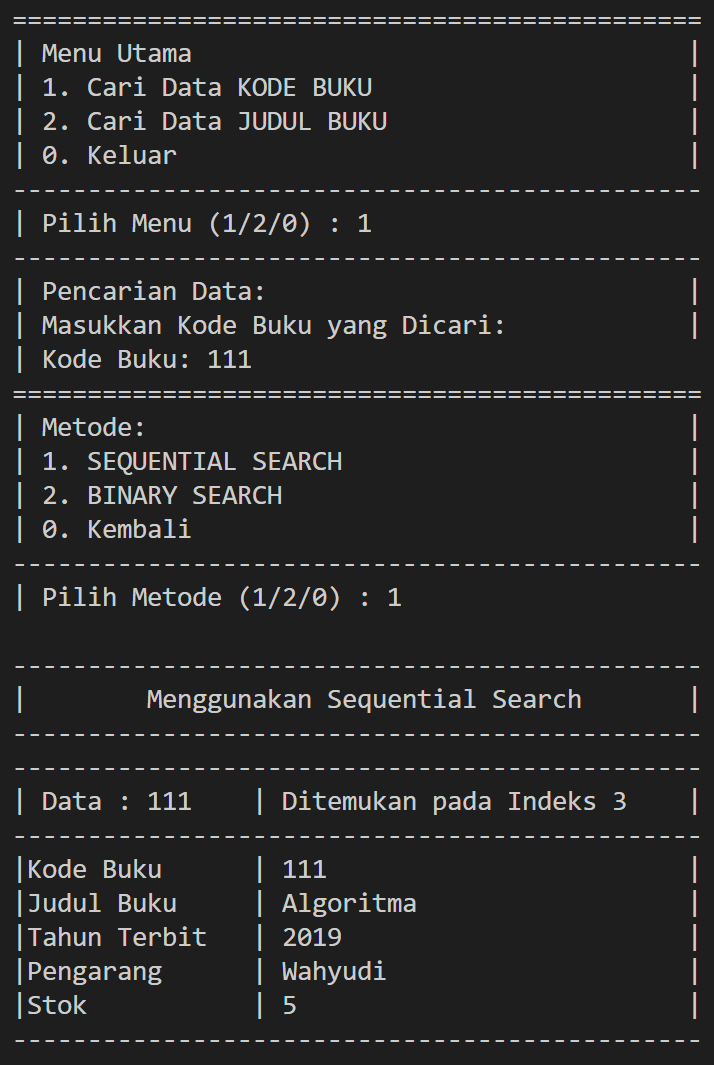 ==============================================
| Menu Utama                                 |
| 1. Cari Data KODE BUKU                     |
| 2. Cari Data JUDUL BUKU                    |
| 0. Keluar                                  |
----------------------------------------------
| Pilih Menu (1/2/0) : 1
----------------------------------------------
| Pencarian Data:                            |
| Masukkan Kode Buku yang Dicari:            |
| Kode Buku: 111
==============================================
| Metode:                                    |
| 1. SEQUENTIAL SEARCH                       |
| 2. BINARY SEARCH                           |
| 0. Kembali                                 |
----------------------------------------------
| Pilih Metode (1/2/0) : 1

----------------------------------------------
|        Menggunakan Sequential Search       |
----------------------------------------------
----------------------------------------------
| Data : 111    | Ditemukan pada Indeks 3    |
----------------------------------------------
|Kode Buku      | 111                        |
|Judul Buku     | Algoritma                  |
|Tahun Terbit   | 2019                       |
|Pengarang      | Wahyudi                    |
|Stok           | 5                          |
----------------------------------------------